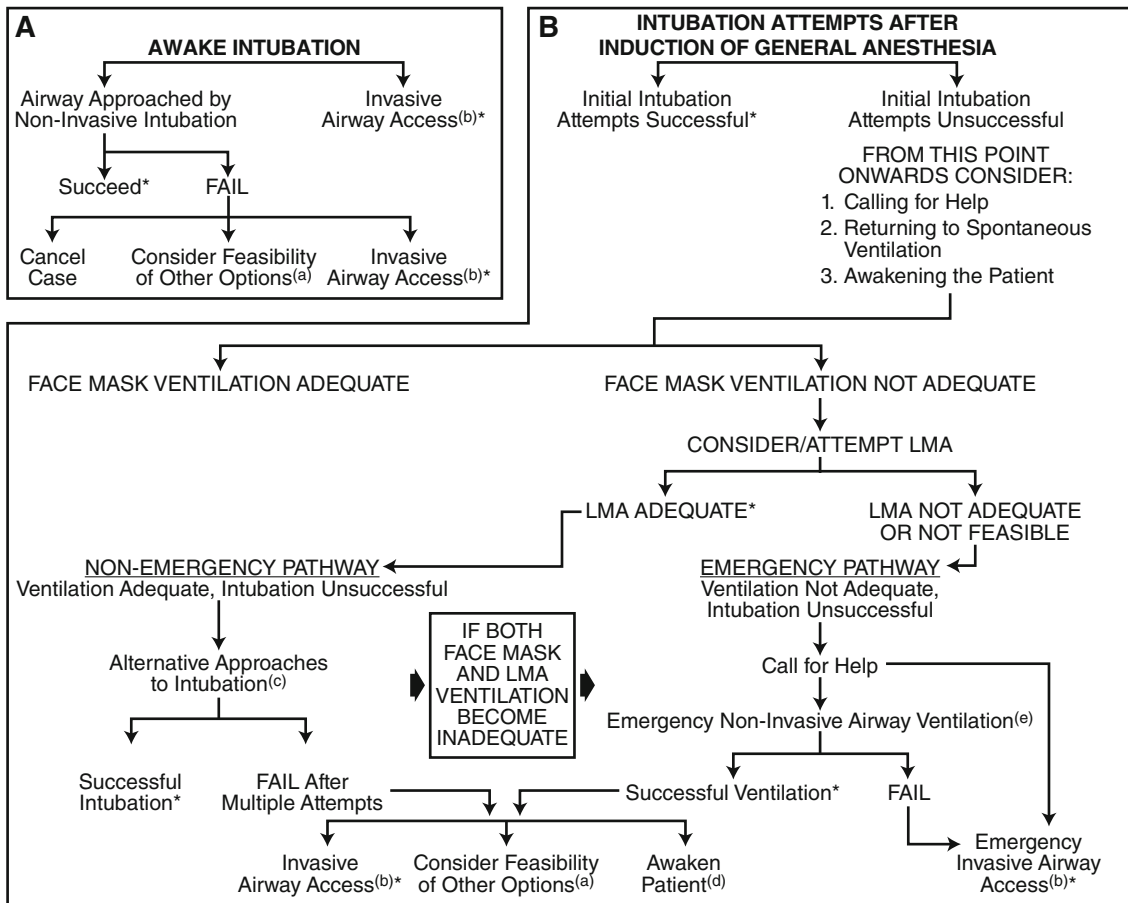 A
AWAKE INTUBATION
Airway Approached by
Non-Invasive Intubation
Invasive
Airway Access(b)*
Succeed*
FAIL
Cancel
Case
Consider Feasibility
of Other Options(a)
Invasive
Airway Access(b)*
B
INTUBATION ATTEMPTS AFTER
INDUCTION OF GENERAL ANESTHESIA
Initial Intubation
Attempts Successful*
Initial Intubation
Attempts Unsuccessful
FROM THIS POINT
ONWARDS CONSIDER:
1. Calling for Help
2. Returning to Spontaneous
Ventilation
3. Awakening the Patient
FACE MASK VENTILATION ADEQUATE
FACE MASK VENTILATION NOT ADEQUATE
CONSIDER/ATTEMPT LMA
LMA ADEQUATE*
LMA NOT ADEQUATE
OR NOT FEASIBLE
NON-EMERGENCY PATHWAY
Ventilation Adequate, Intubation Unsuccessful
EMERGENCY PATHWAY
Ventilation Not Adequate,
Intubation Unsuccessful
Alternative Approaches
to Intubation(c)
IF BOTH
FACE MASK
AND LMA
VENTILATION
BECOME
INADEQUATE
Call for Help
Emergency Non-Invasive Airway Ventilation(e)
Successful
Intubation*
FAIL After
Multiple Attempts
Successful Ventilation*
FAIL
Invasive
Airway Access(b)*
Consider Feasibility
of Other Options(a)
Awaken
Patient(d)
Emergency
Invasive Airway
Access(b)*